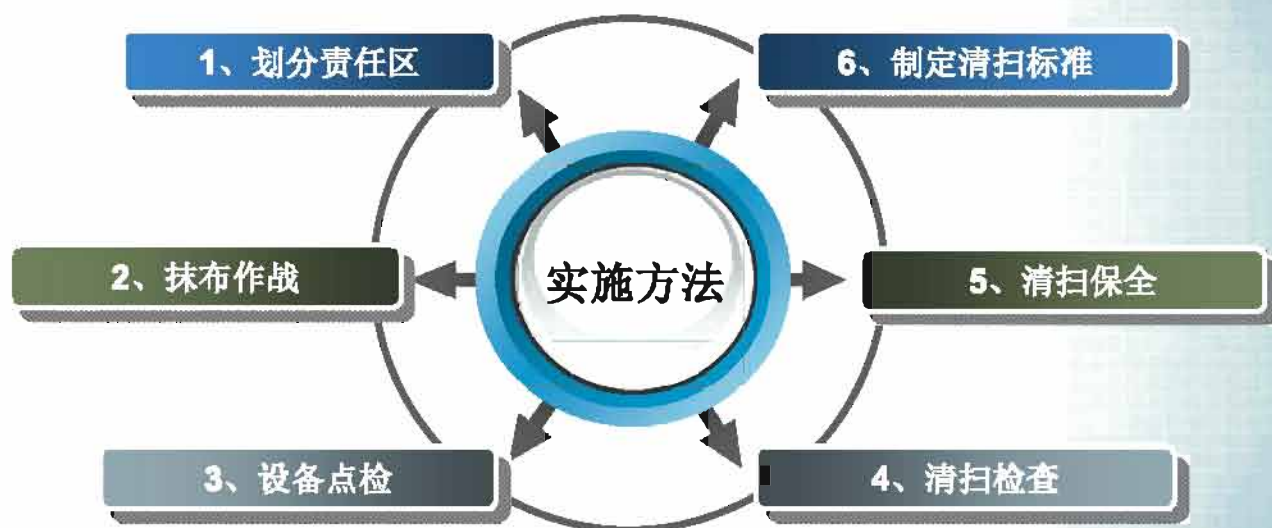 1、划分责任区
6、制定清扫标准
2、抹布作战
实施方法
5、清扫保全
3、设备点检
4、清扫检查